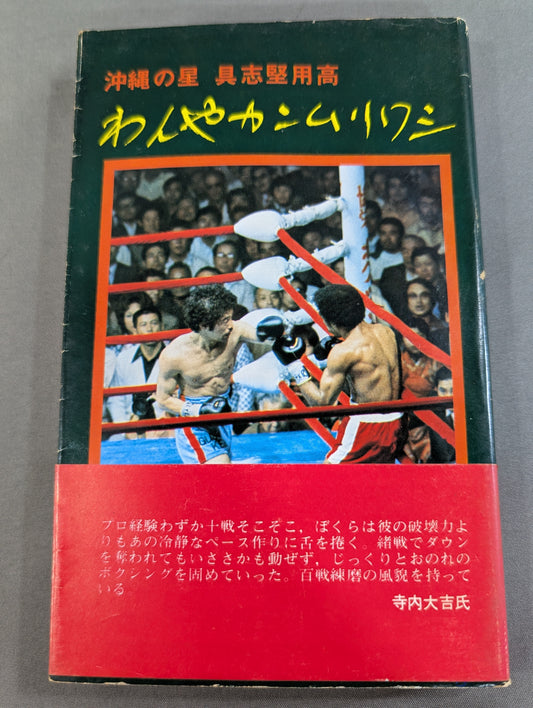 沖縄の星 具志堅用高
わんやカンムリワシ
プロ経験わずか十戦そこそこ，ぼくらは彼の破壊力よ
りもあの冷静なペース作りに舌を捲く。緒戦でダウン
を奪われてもいささかも動ぜず，じっくりとおのれの
ボクシングを固めていった。百戦練磨の風貌を持って
いる
寺内大吉氏